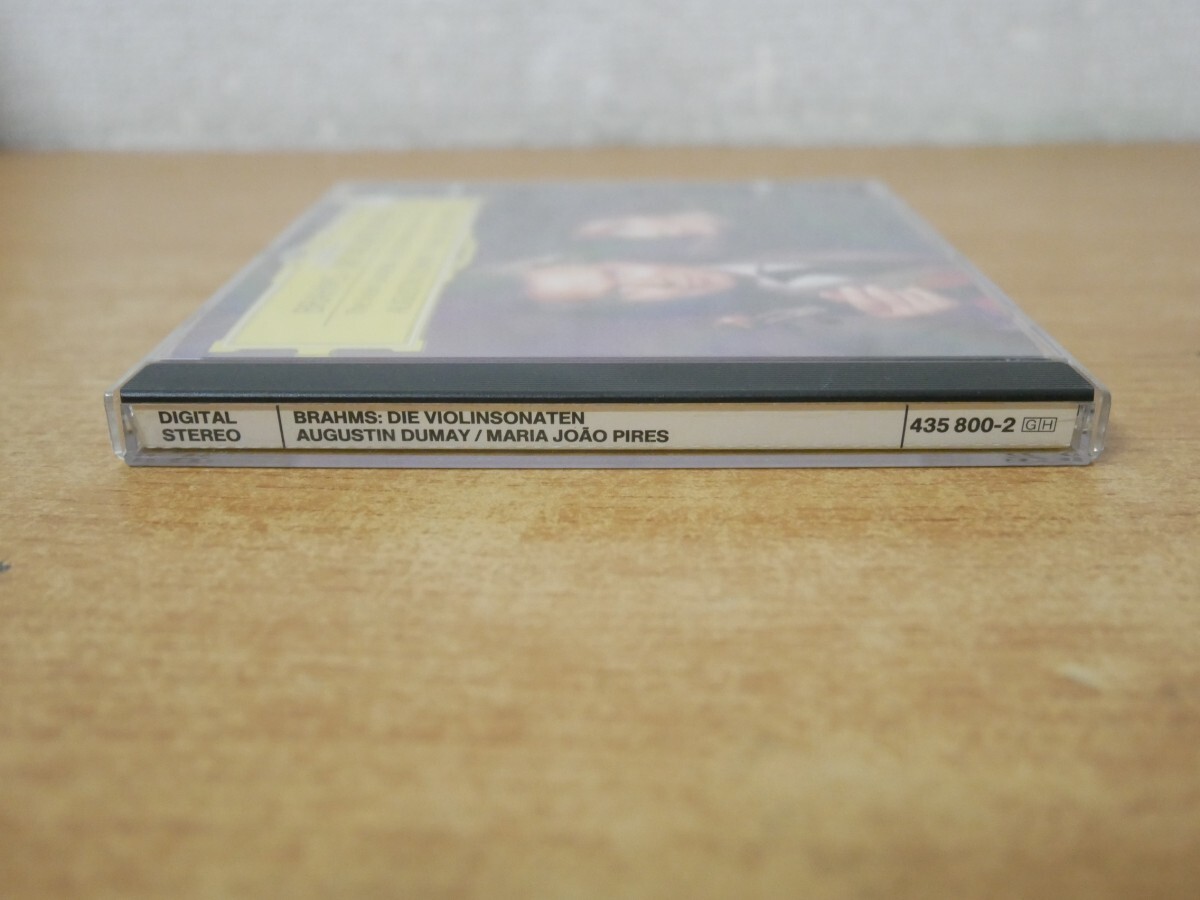 DIGITAL
STEREO
BRAHMS: DIE VIOLINSONATEN
AUGUSTIN DUMAY / MARIA JOÃO PIRES
435 800-2 GH